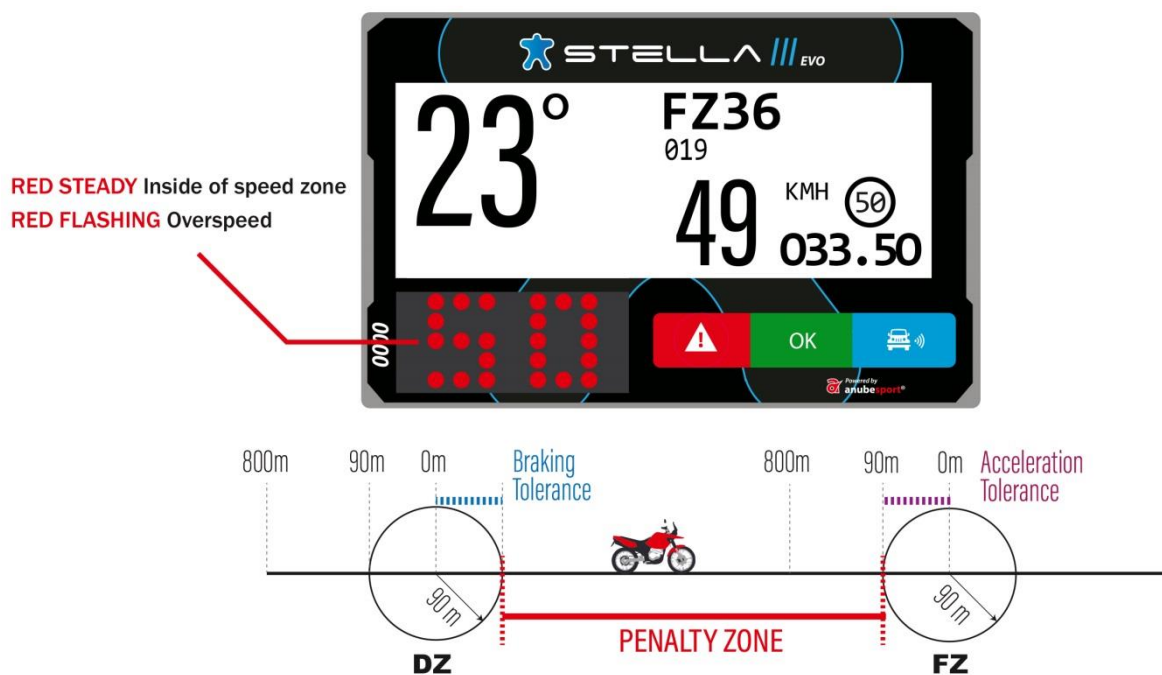 STELLA III EVO
23°
FZ36
019
49 KMH 50
033.50
RED STEADY Inside of speed zone
RED FLASHING Overspeed
50
0000
OK
Powered by
anubesport®
800m 90m 0m Braking Tolerance 800m 90m 0m Acceleration Tolerance
90 m
90 m
PENALTY ZONE
DZ
FZ